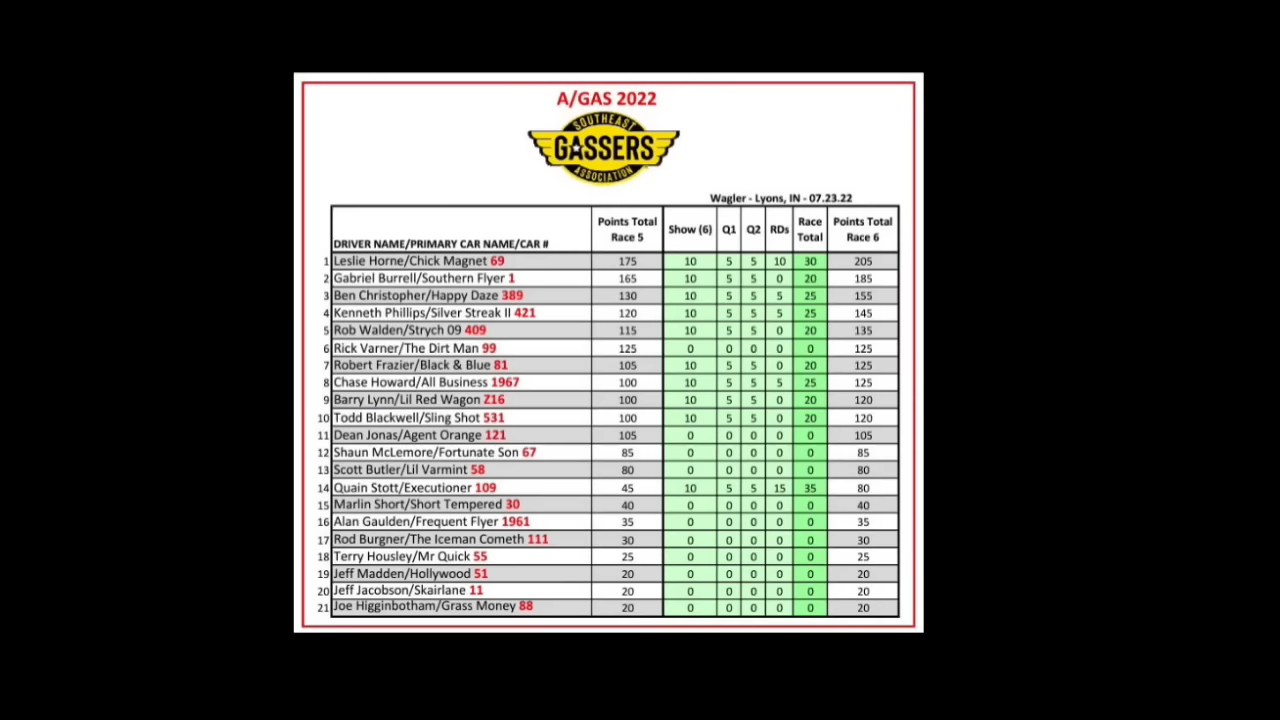 A/GAS 2022
SOUTHEAST
GASSERS
ASSOCIATION
Wagler - Lyons, IN - 07.23.22
DRIVER NAME/PRIMARY CAR NAME/CAR # Points Total Race 5 Show (6) Q1 Q2 RDs Race Total Points Total Race 6
1 Leslie Horne/Chick Magnet 69 175 10 5 5 10 30 205
2 Gabriel Burrell/Southern Flyer 1 165 10 5 5 0 20 185
3 Ben Christopher/Happy Daze 389 130 10 5 5 5 25 155
4 Kenneth Phillips/Silver Streak II 421 120 10 5 5 5 25 145
5 Rob Walden/Strych 09 409 115 10 5 5 0 20 135
6 Rick Varner/The Dirt Man 99 125 0 0 0 0 0 125
7 Robert Frazier/Black & Blue 81 105 10 5 5 0 20 125
8 Chase Howard/All Business 1967 100 10 5 5 5 25 125
9 Barry Lynn/Lil Red Wagon Z16 100 10 5 5 0 20 120
10 Todd Blackwell/Sling Shot 531 100 10 5 5 0 20 120
11 Dean Jonas/Agent Orange 121 105 0 0 0 0 0 105
12 Shaun McLemore/Fortunate Son 67 85 0 0 0 0 0 85
13 Scott Butler/Lil Varmint 58 80 0 0 0 0 0 80
14 Quain Stott/Executioner 109 45 10 5 5 15 35 80
15 Marlin Short/Short Tempered 30 40 0 0 0 0 0 40
16 Alan Gaulden/Frequent Flyer 1961 35 0 0 0 0 0 35
17 Rod Burgner/The Iceman Cometh 111 30 0 0 0 0 0 30
18 Terry Housley/Mr Quick 55 25 0 0 0 0 0 25
19 Jeff Madden/Hollywood 51 20 0 0 0 0 0 20
20 Jeff Jacobson/Skairlane 11 20 0 0 0 0 0 20
21 Joe Higginbotham/Grass Money 88 20 0 0 0 0 0 20